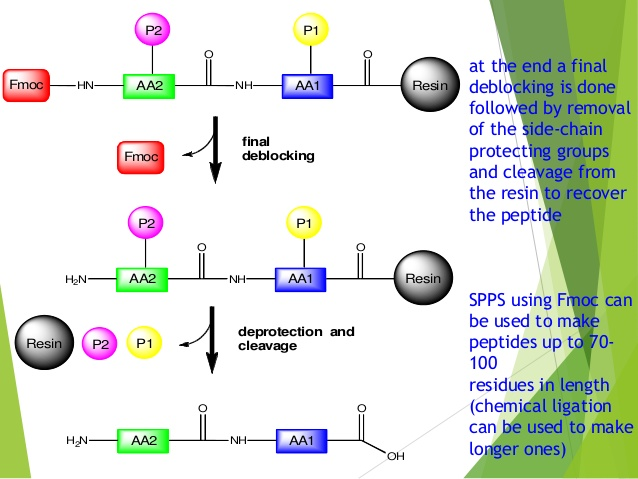 P2
P1
O
O
Fmoc
HN
AA2
NH
AA1
Resin
final
deblocking
Fmoc
P2
P1
O
O
H2N
AA2
NH
AA1
Resin
Resin
P2
P1
deprotection and
cleavage
O
O
H2N
AA2
NH
AA1
OH
at the end a final
deblocking is done
followed by removal
of the side-chain
protecting groups
and cleavage from
the resin to recover
the peptide
SPPS using Fmoc can
be used to make
peptides up to 70-
100
residues in length
(chemical ligation
can be used to make
longer ones)